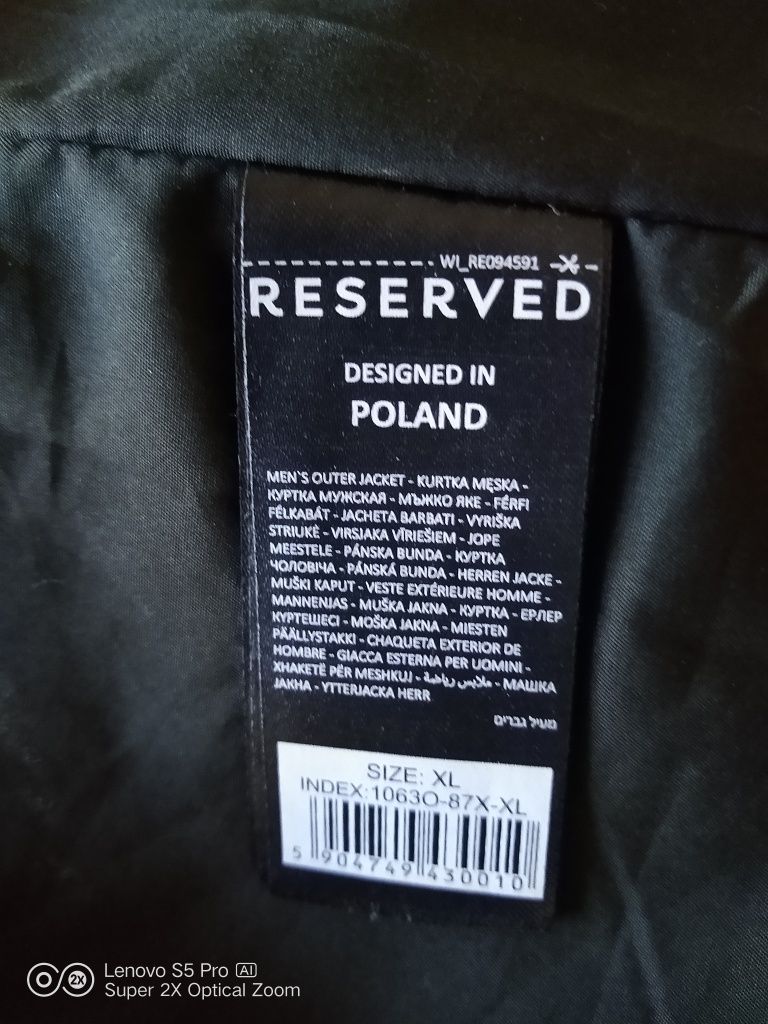 WI_RE094591
RESERVED
DESIGNED IN
POLAND
MEN`S OUTER JACKET - KURTKA MĘSKA -
КУРТКА МУЖСКАЯ - МЪЖКО ЯКЕ - FÉRFI
FÉLKABÁT - JACHETA BARBATI - VYRIŠKA
STRIUKĖ - VIRSJAKA VĪRIEŠIEM - JOPE
MEESTELE - PÁNSKA BUNDA - КУРТКА
ЧОЛОВІЧА - PÁNSKÁ BUNDA - HERREN JACKE -
MUŠKI KAPUT - VESTE EXTÉRIEURE HOMME -
MANNENJAS - MUŠKA JAKNA - КУРТКА - ЕРЛЕР
КҮРТЕШЕСІ - MOŠKA JAKNA - MIESTEN
PÄÄLLYSTAKKI - CHAQUETA EXTERIOR DE
HOMBRE - GIACCA ESTERNA PER UOMINI -
XHAKETË PËR MESHKUJ - ملابس رياضية - МАШКА
ЈАКНА - YTTERJACKA HERR
מעיל גברים
SIZE: XL
INDEX:1063O-87X-XL
5 904749 430010
Lenovo S5 Pro AI
2X Super 2X Optical Zoom